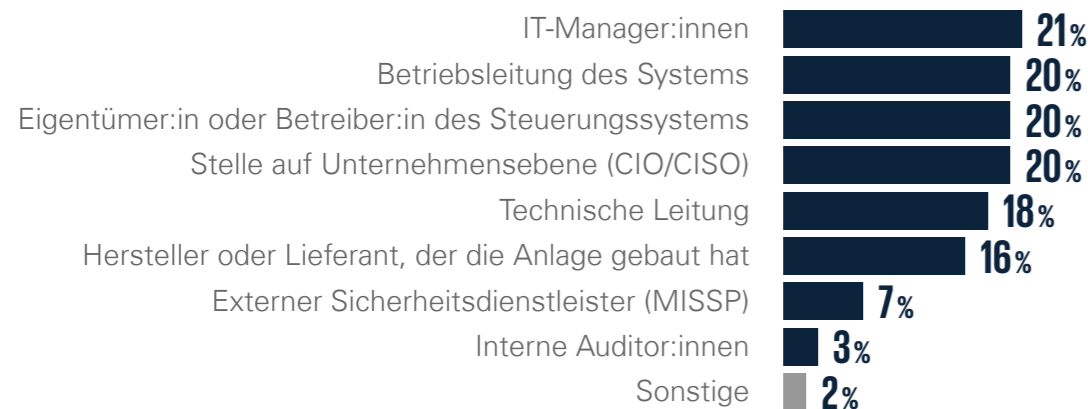 IT-Manager:innen 21%
Betriebsleitung des Systems 20%
Eigentümer:in oder Betreiber:in des Steuerungssystems 20%
Stelle auf Unternehmensebene (CIO/CISO) 20%
Technische Leitung 18%
Hersteller oder Lieferant, der die Anlage gebaut hat 16%
Externer Sicherheitsdienstleister (MISSP) 7%
Interne Auditor:innen 3%
Sonstige 2%